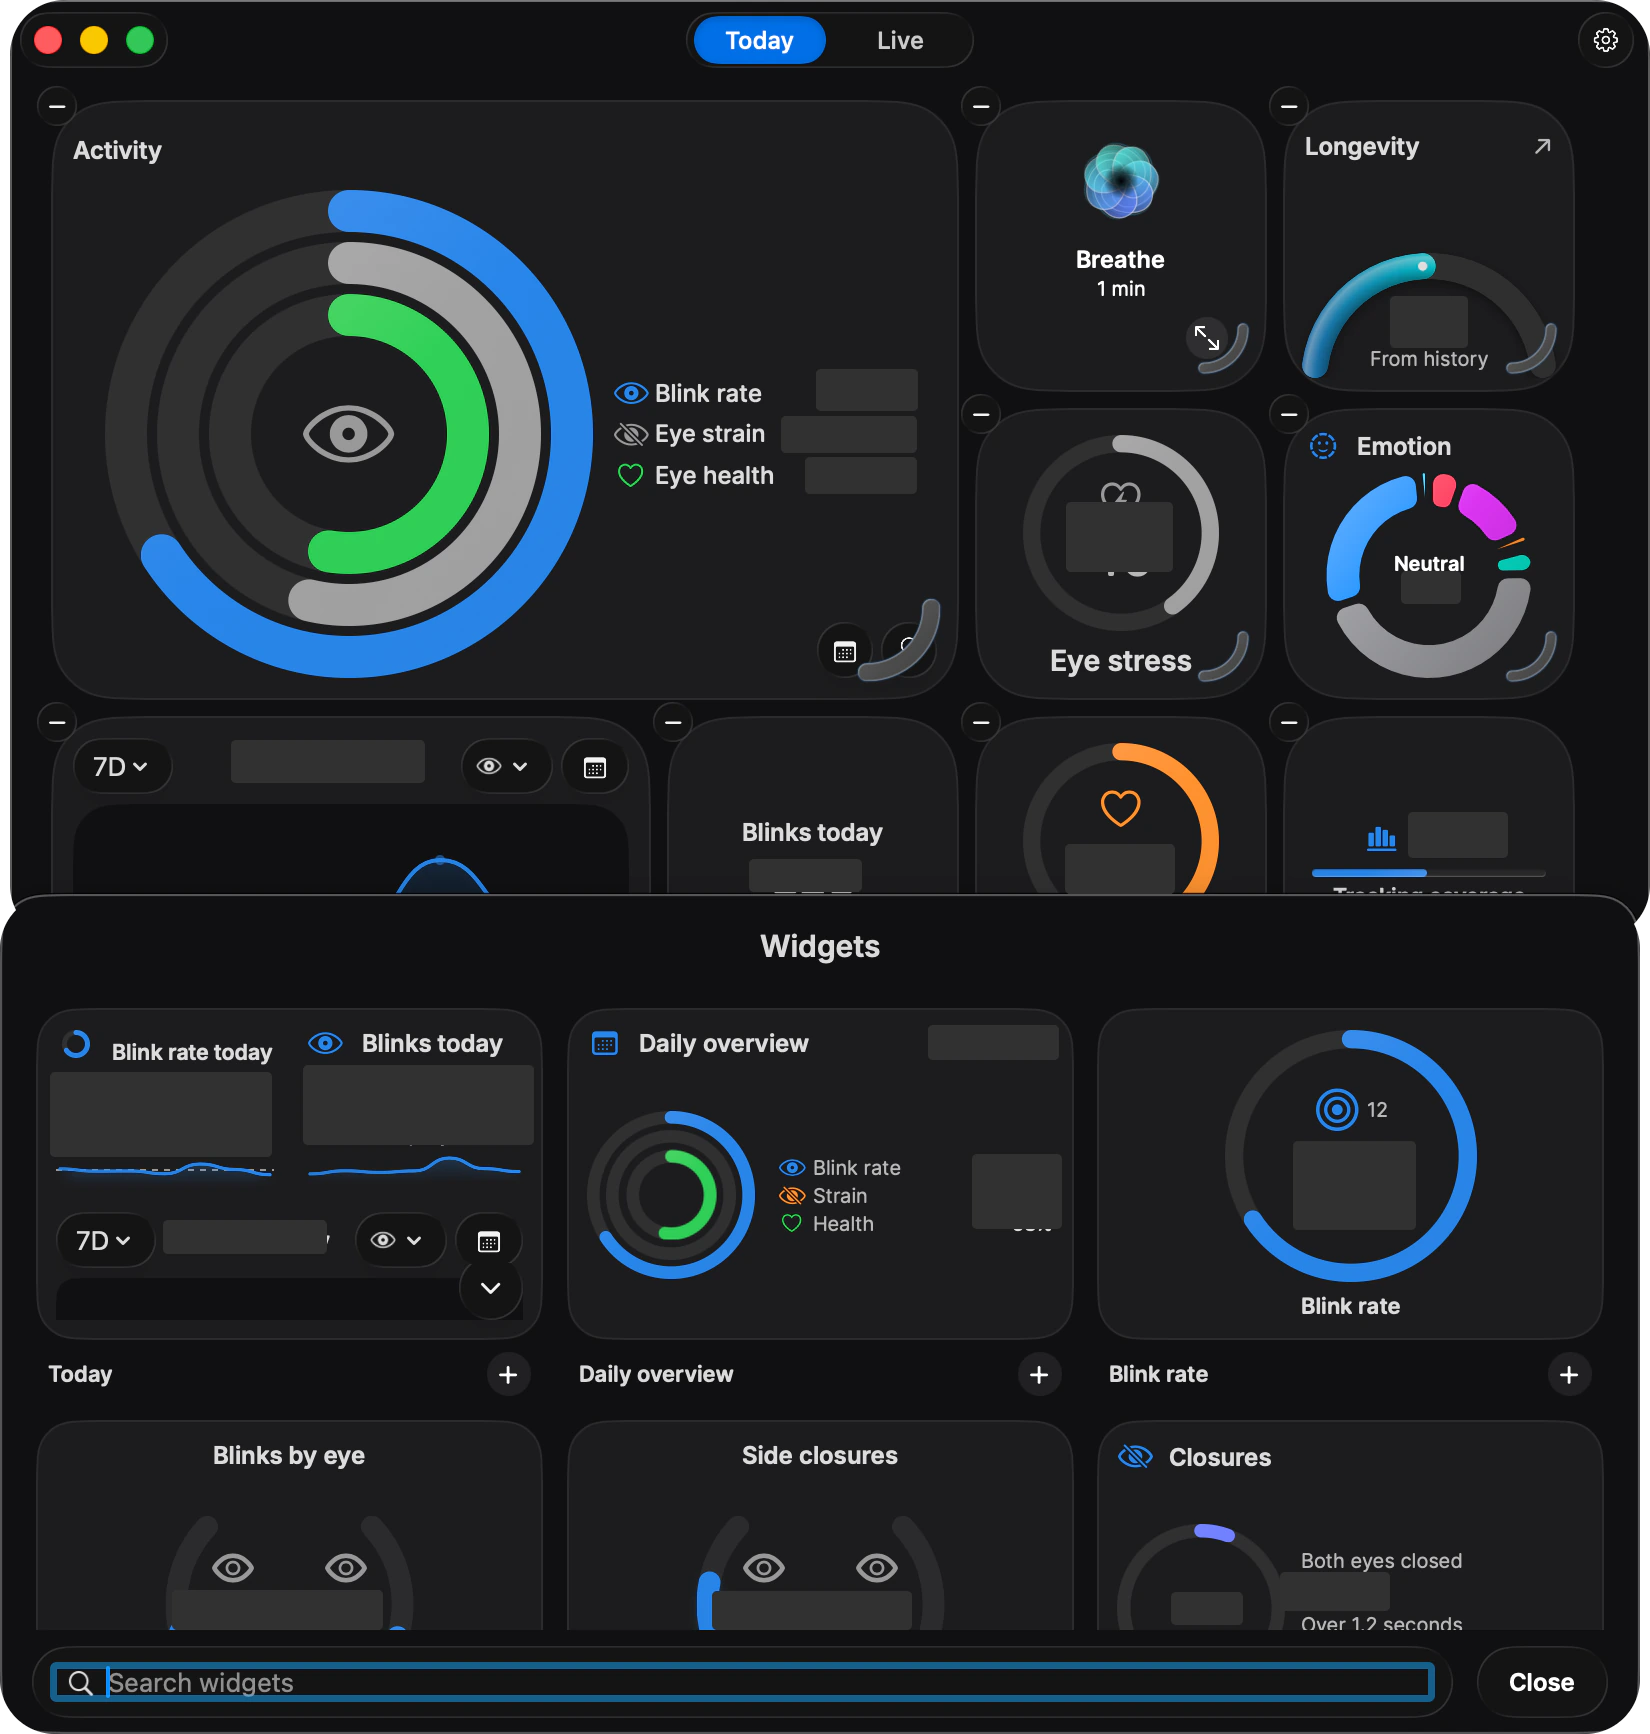 Today
Live
Activity
Blink rate
Eye strain
Eye health
Breathe
1 min
Longevity
From history
Eye stress
Emotion
Neutral
7D
Blinks today
Tracking coverage
Widgets
Blink rate today
Blinks today
7D
Daily overview
Blink rate
Strain
Health
12
Blink rate
Today
Daily overview
Blink rate
Blinks by eye
Side closures
Closures
Both eyes closed
Over 1.2 seconds
Search widgets
Close